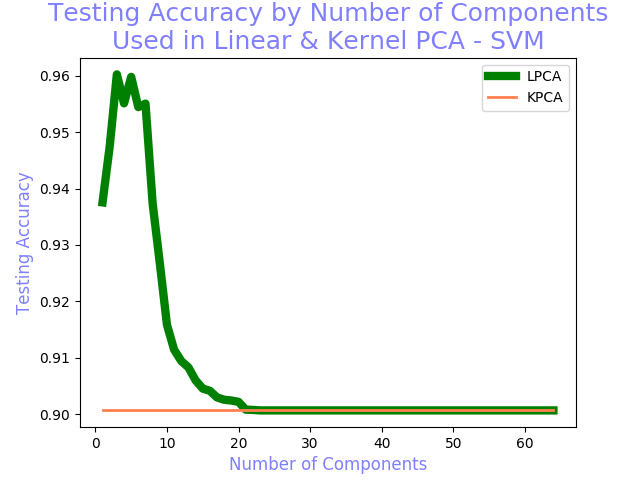 Testing Accuracy by Number of Components
Used in Linear & Kernel PCA - SVM
LPCA
KPCA
0.96
0.95
0.94
0.93
0.92
0.91
0.90
Testing Accuracy
0 10 20 30 40 50 60
Number of Components